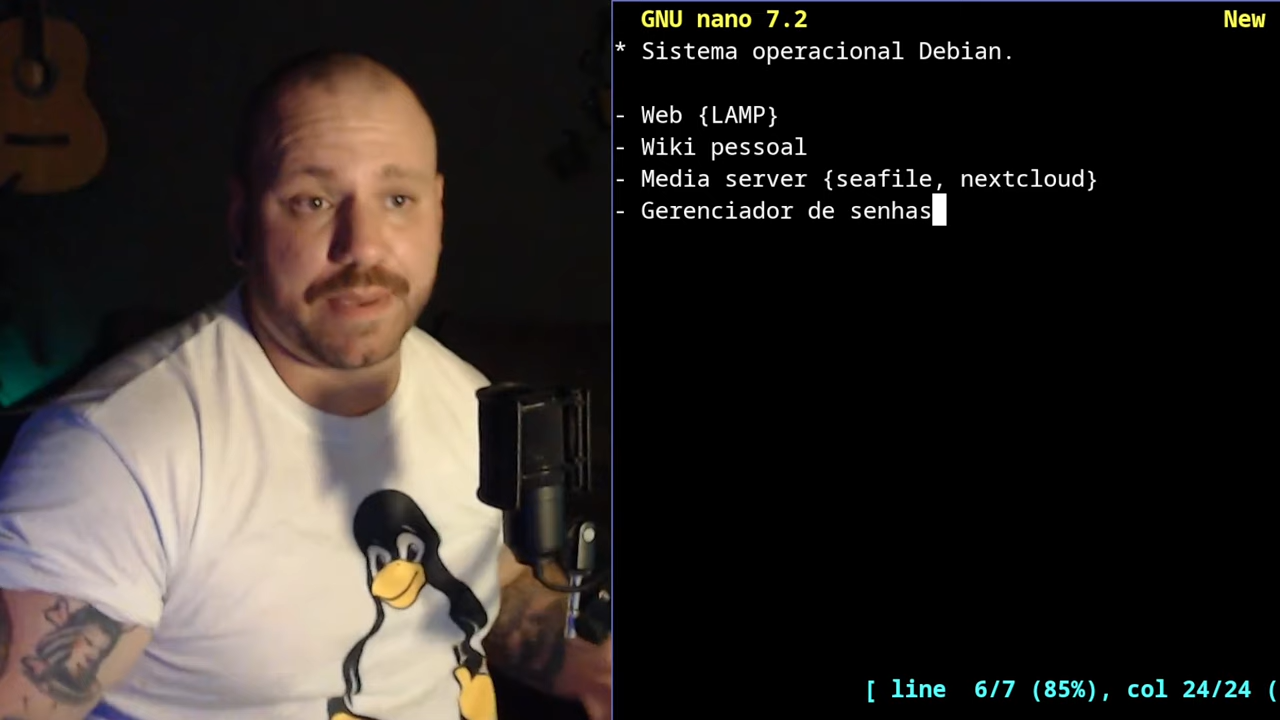 GNU nano 7.2 New
* Sistema operacional Debian.
- Web {LAMP}
- Wiki pessoal
- Media server {seafile, nextcloud}
- Gerenciador de senhas
[ line  6/7 (85%), col 24/24 (